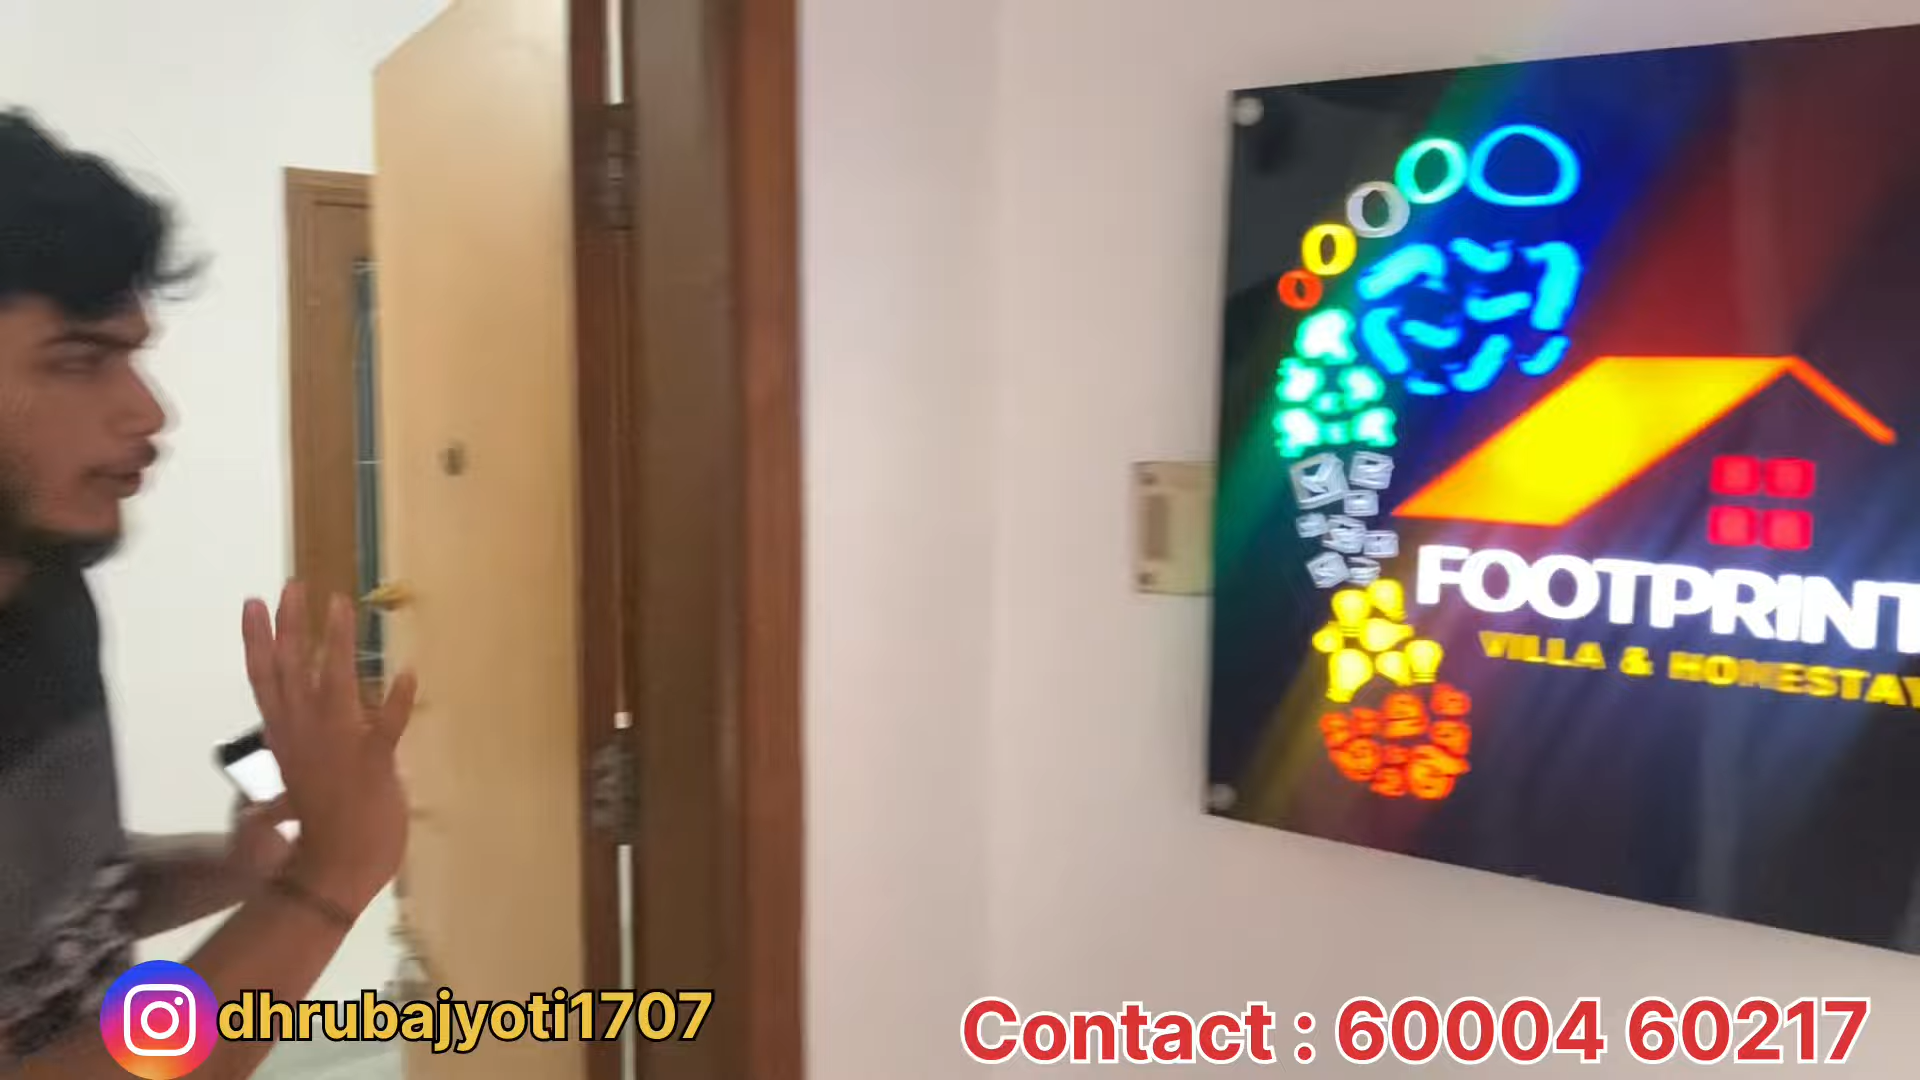 FOOTPRINT
VILLA & HOMESTAY
dhrubajyoti1707
Contact : 60004 60217